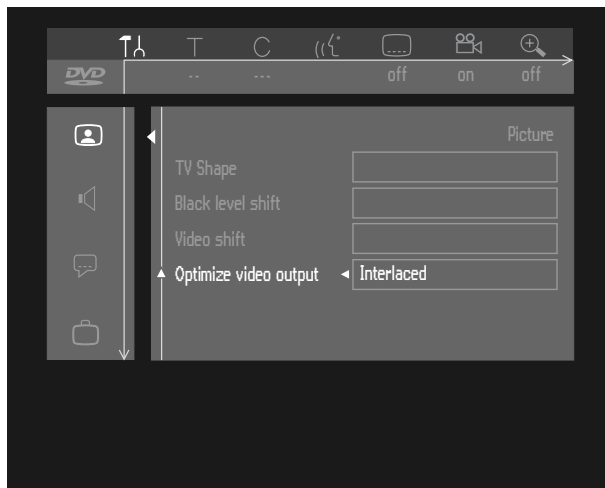 T C
DVD -- --- off on off
Picture
TV Shape
Black level shift
Video shift
Optimize video output Interlaced